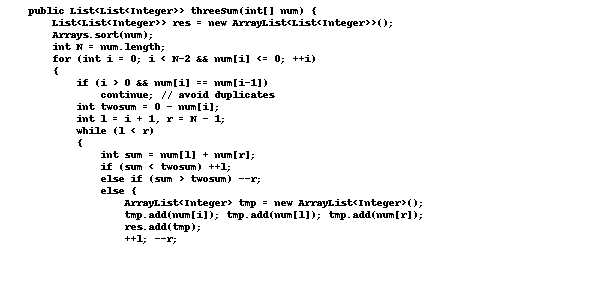 public List<List<Integer>> threeSum(int[] num) {
List<List<Integer>> res = new ArrayList<List<Integer>>();
Arrays.sort(num);
int N = num.length;
for (int i = 0; i < N-2 && num[i] <= 0; ++i)
{
if (i > 0 && num[i] == num[i-1])
continue; // avoid duplicates
int twosum = 0 - num[i];
int l = i + 1, r = N - 1;
while (l < r)
{
int sum = num[l] + num[r];
if (sum < twosum) ++l;
else if (sum > twosum) --r;
else {
ArrayList<Integer> tmp = new ArrayList<Integer>();
tmp.add(num[i]); tmp.add(num[l]); tmp.add(num[r]);
res.add(tmp);
++l; --r;